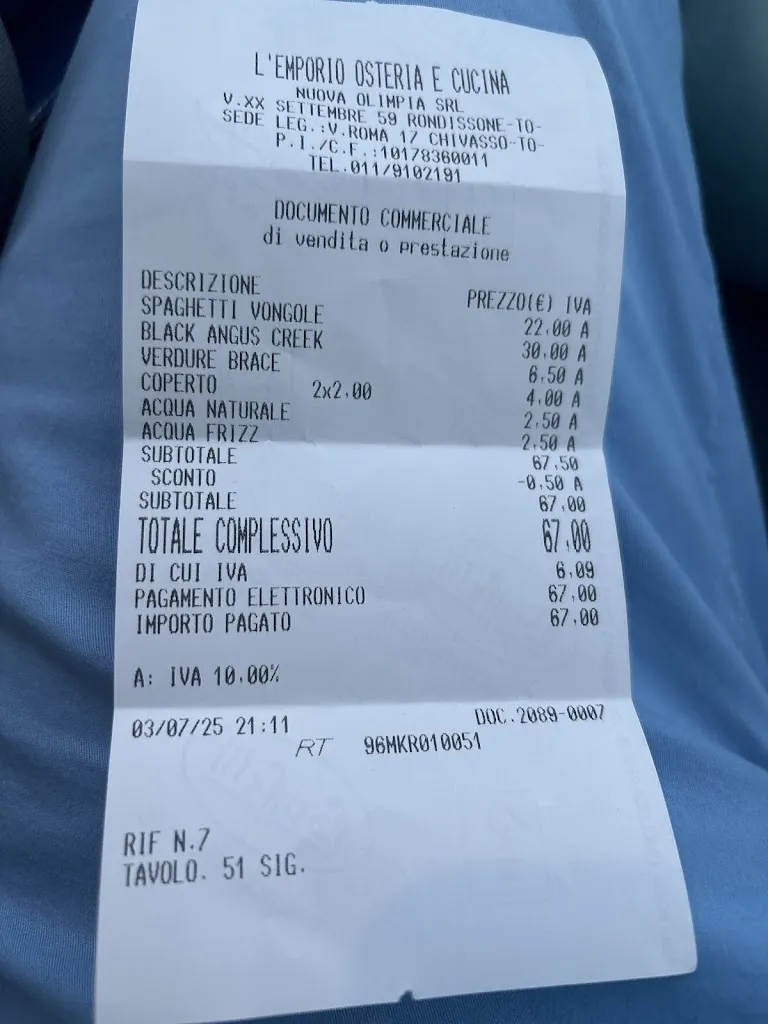 L'EMPORIO OSTERIA E CUCINA
NUOVA OLIMPIA SRL
V.XX SETTEMBRE 59 RONDISSONE-TO-
SEDE LEG.:V.ROMA 17 CHIVASSO-TO-
P.I./C.F.:10178360011
TEL.011/9102191
DOCUMENTO COMMERCIALE
di vendita o prestazione
DESCRIZIONE PREZZO(€) IVA
SPAGHETTI VONGOLE 22,00 A
BLACK ANGUS CREEK 30,00 A
VERDURE BRACE 6,50 A
COPERTO 2x2,00 4,00 A
ACQUA NATURALE 2,50 A
ACQUA FRIZZ 2,50 A
SUBTOTALE 67,50
SCONTO -0,50 A
SUBTOTALE 67,00
TOTALE COMPLESSIVO 67,00
DI CUI IVA 6,09
PAGAMENTO ELETTRONICO 67,00
IMPORTO PAGATO 67,00
A: IVA 10,00%
03/07/25 21:11 DOC.2089-0007
RT 96MKR010051
RIF N.7
TAVOLO. 51 SIG.